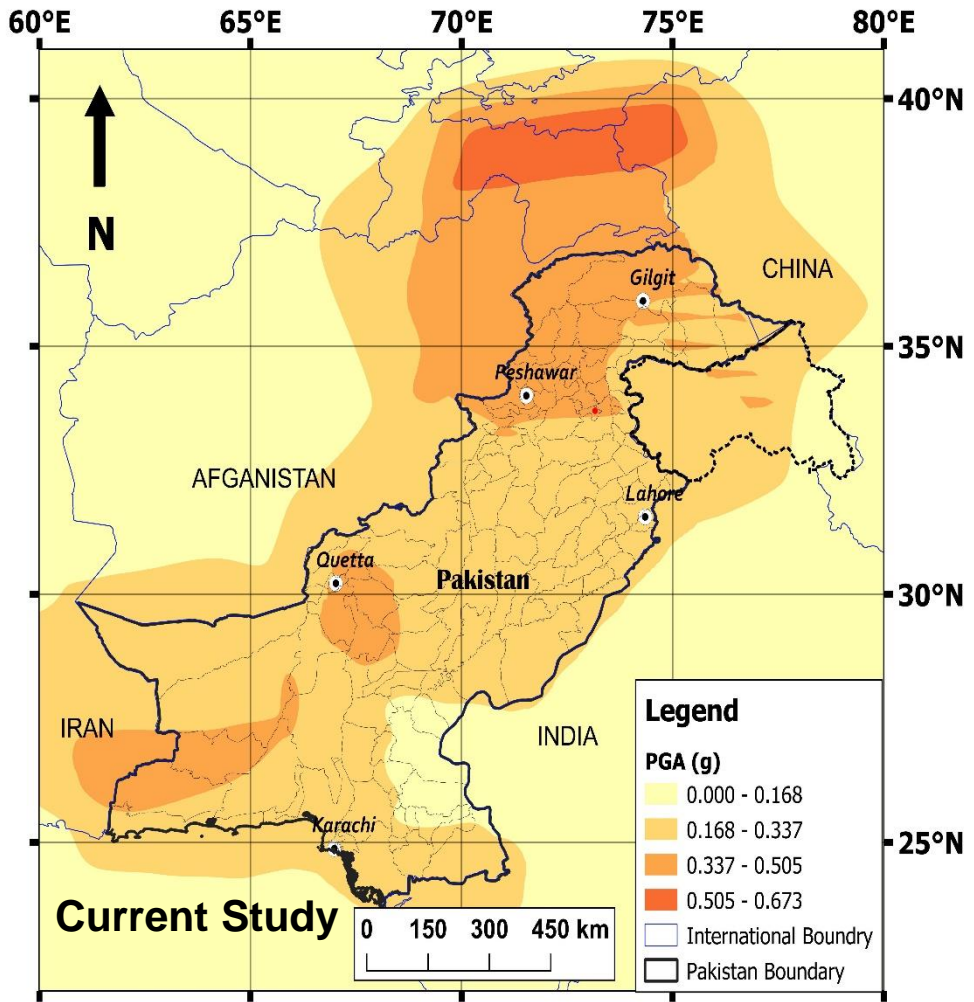 60°E 65°E 70°E 75°E 80°E
40°N
N
CHINA
Gilgit
35°N
Peshawar
AFGANISTAN
Lahore
Quetta
Pakistan
30°N
IRAN
INDIA
Legend
PGA (g)
0.000 - 0.168
0.168 - 0.337
0.337 - 0.505
0.505 - 0.673
International Boundry
Pakistan Boundary
Karachi
25°N
Current Study
0 150 300 450 km